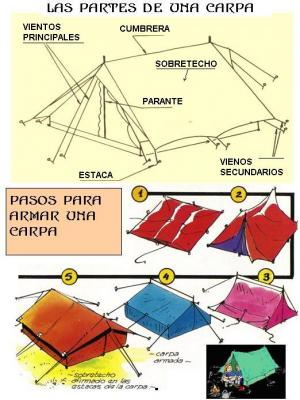 LAS PARTES DE UNA CARPA
VIENTOS
PRINCIPALES
CUMBRERA
SOBRETECHO
PARANTE
ESTACA
VIENOS
SECUNDARIOS
PASOS PARA
ARMAR UNA
CARPA
1
2
5
4
3
~ carpa
armada ~
~ sobretecho
afirmado en las
estacas de la carpa ~